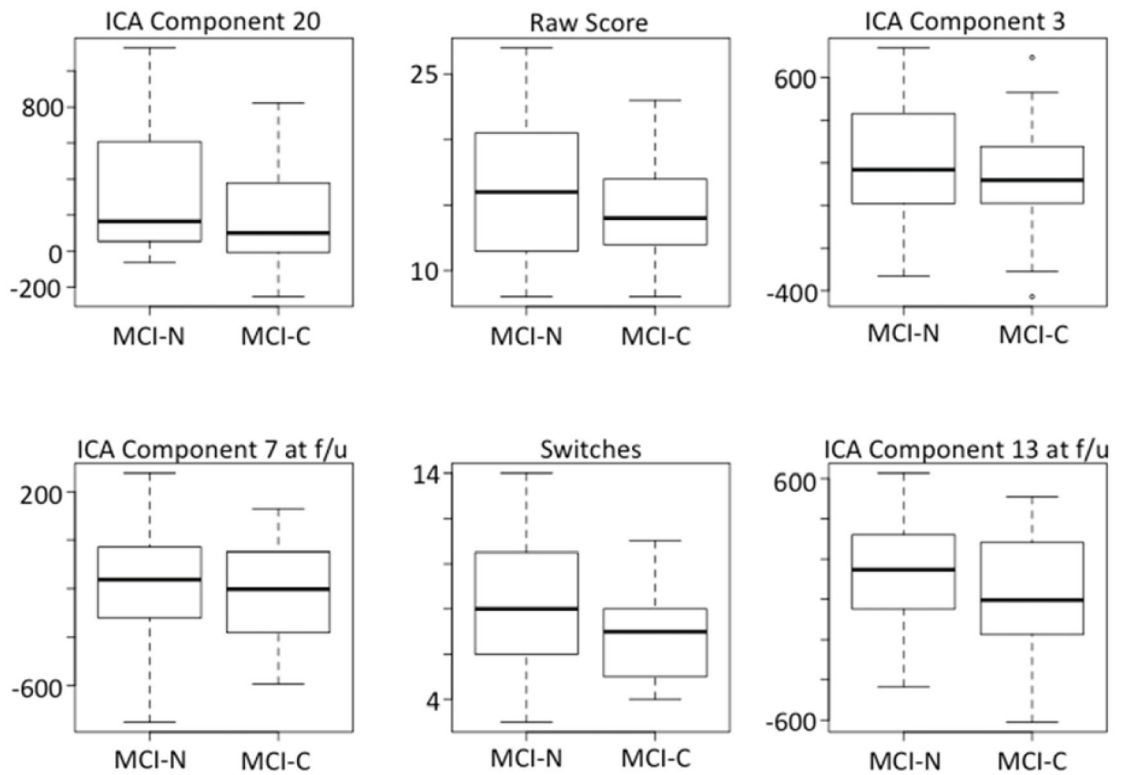 ICA Component 20
800
0
-200
MCI-N MCI-C
Raw Score
25
10
MCI-N MCI-C
ICA Component 3
600
-400
MCI-N MCI-C
ICA Component 7 at f/u
200
-600
MCI-N MCI-C
Switches
14
4
MCI-N MCI-C
ICA Component 13 at f/u
600
-600
MCI-N MCI-C